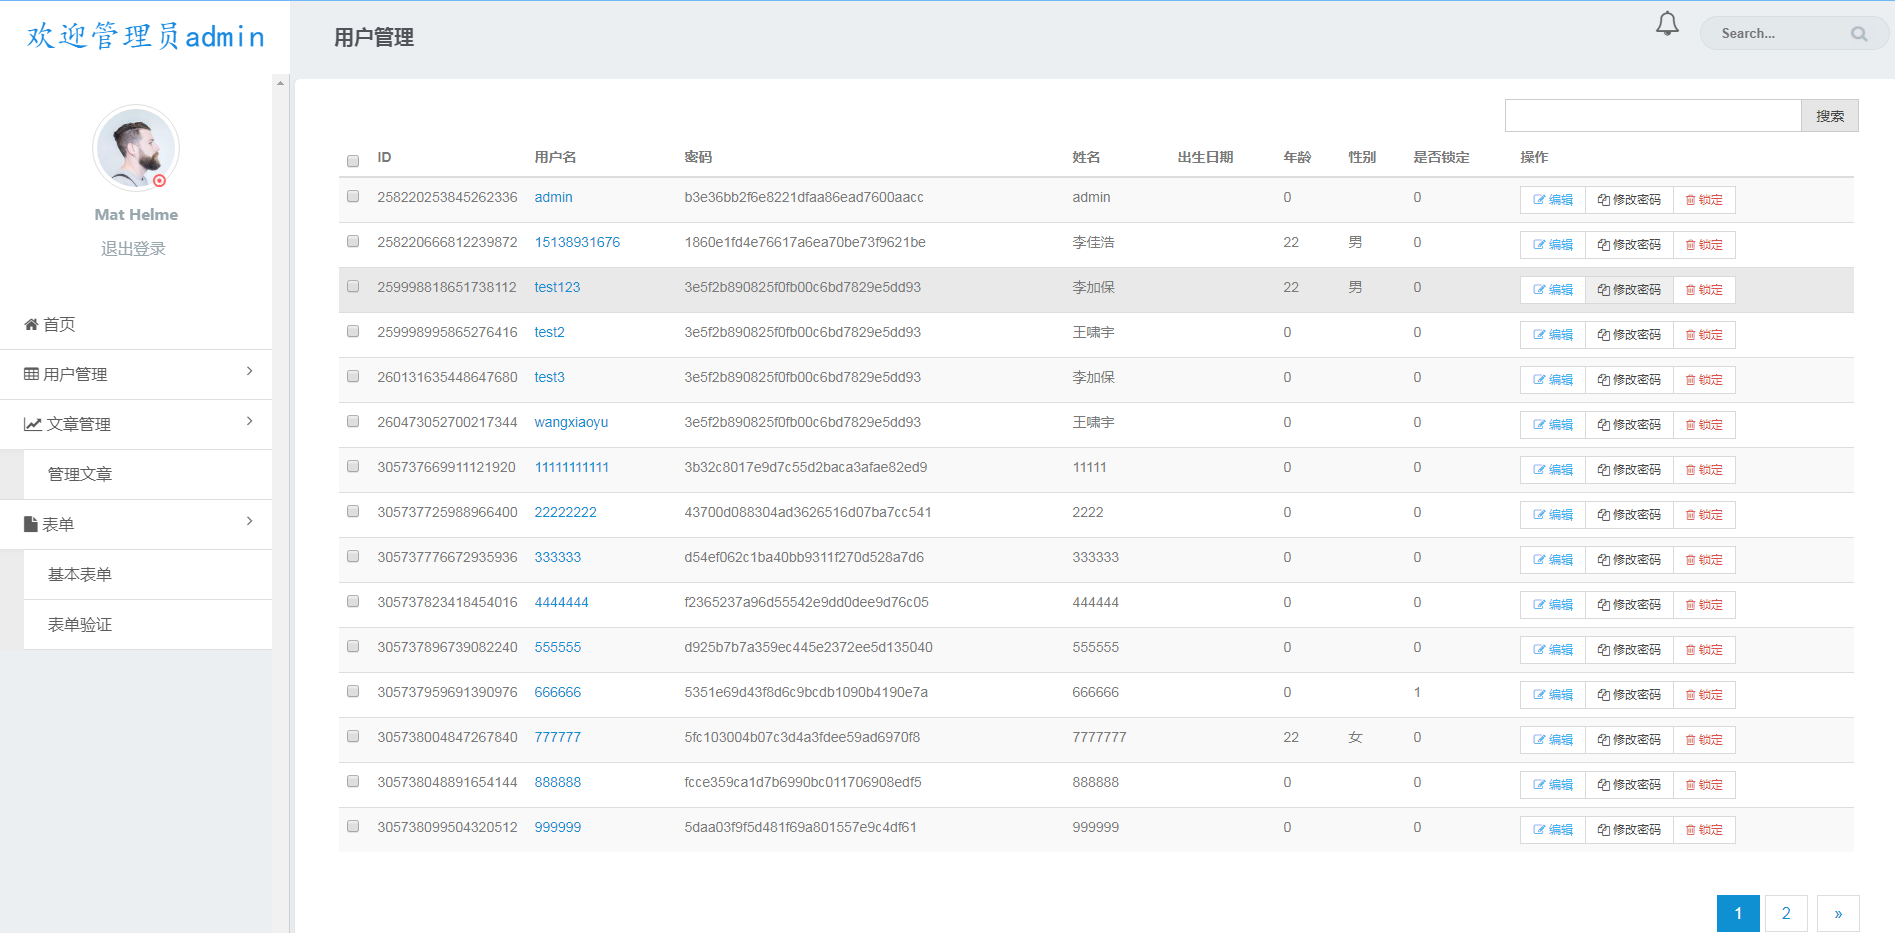 欢迎管理员admin
用户管理
Search...
Mat Helme
退出登录
首页
用户管理
文章管理
管理文章
表单
基本表单
表单验证
搜索
ID 用户名 密码 姓名 出生日期 年龄 性别 是否锁定 操作
258220253845262336 admin b3e36bb2f6e8221dfaa86ead7600aacc admin 0 0 编辑 修改密码 锁定
258220666812239872 15138931676 1860e1fd4e76617a6ea70be73f9621be 李佳浩 22 男 0 编辑 修改密码 锁定
259998818651738112 test123 3e5f2b890825f0fb00c6bd7829e5dd93 李加保 22 男 0 编辑 修改密码 锁定
259998995865276416 test2 3e5f2b890825f0fb00c6bd7829e5dd93 王啸宇 0 0 编辑 修改密码 锁定
260131635448647680 test3 3e5f2b890825f0fb00c6bd7829e5dd93 李加保 0 0 编辑 修改密码 锁定
260473052700217344 wangxiaoyu 3e5f2b890825f0fb00c6bd7829e5dd93 王啸宇 0 0 编辑 修改密码 锁定
305737669911121920 11111111111 3b32c8017e9d7c55d2baca3afae82ed9 11111 0 0 编辑 修改密码 锁定
305737725988966400 22222222 43700d088304ad3626516d07ba7cc541 2222 0 0 编辑 修改密码 锁定
305737776672935936 333333 d54ef062c1ba40bb9311f270d528a7d6 333333 0 0 编辑 修改密码 锁定
305737823418454016 4444444 f2365237a96d55542e9dd0dee9d76c05 444444 0 0 编辑 修改密码 锁定
305737896739082240 555555 d925b7b7a359ec445e2372ee5d135040 555555 0 0 编辑 修改密码 锁定
305737959691390976 666666 5351e69d43f8d6c9bcdb1090b4190e7a 666666 0 1 编辑 修改密码 锁定
305738004847267840 777777 5fc103004b07c3d4a3fdee59ad6970f8 7777777 22 女 0 编辑 修改密码 锁定
305738048891654144 888888 fcce359ca1d7b6990bc011706908edf5 888888 0 0 编辑 修改密码 锁定
305738099504320512 999999 5daa03f9f5d481f69a801557e9c4df61 999999 0 0 编辑 修改密码 锁定
1 2 »